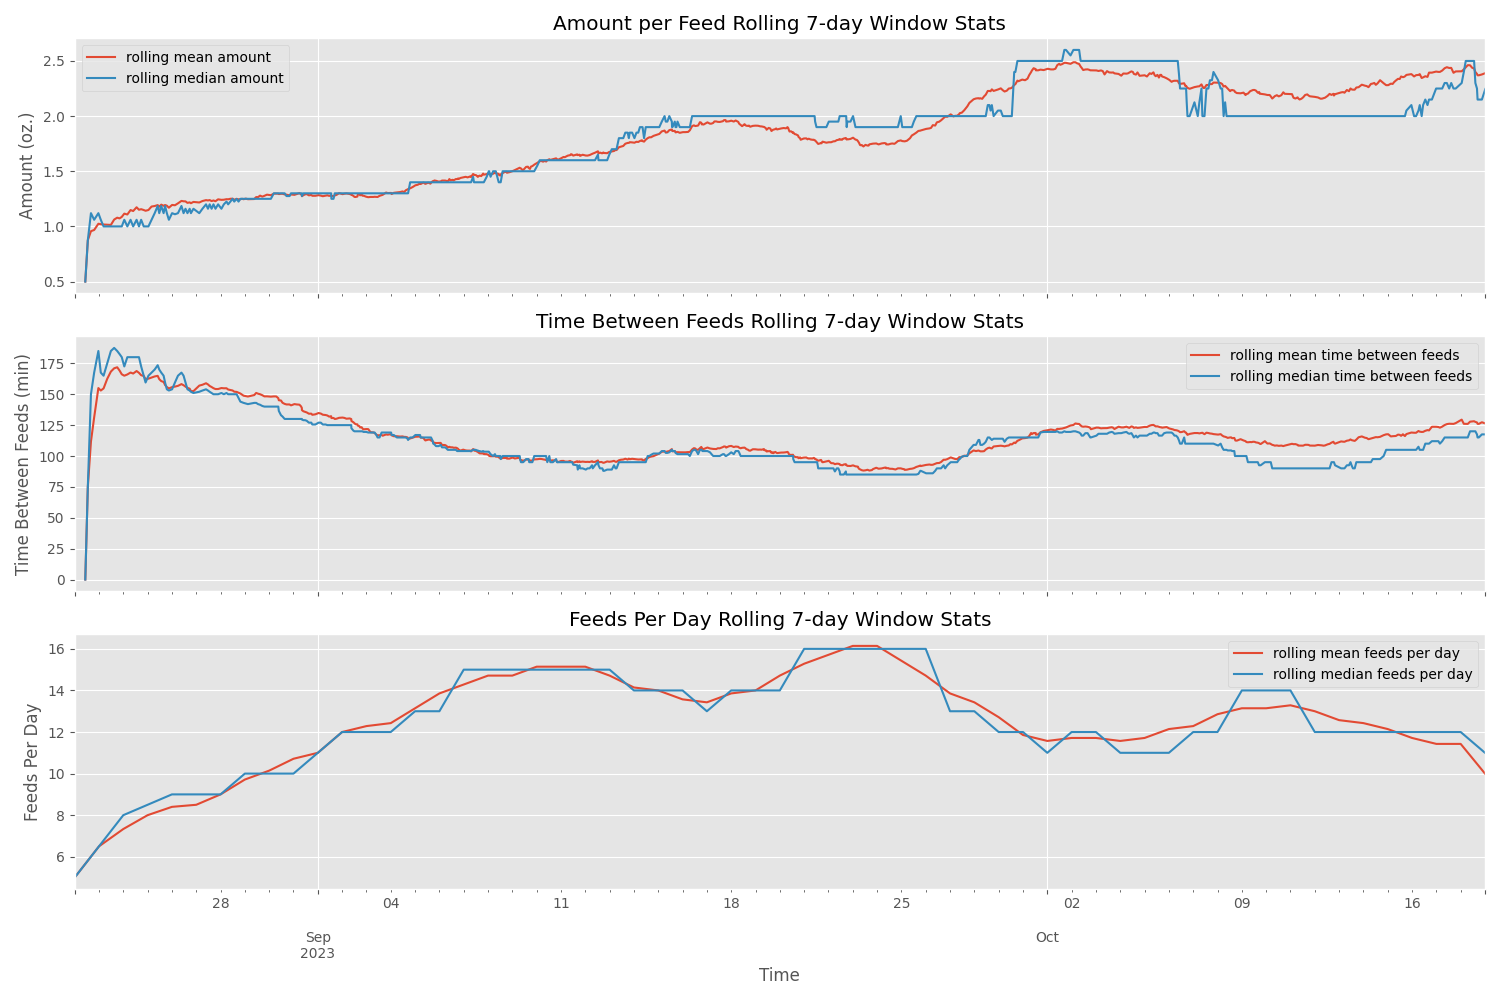 Amount per Feed Rolling 7-day Window Stats
rolling mean amount
rolling median amount
Amount (oz.)
2.5
2.0
1.5
1.0
0.5
Time Between Feeds Rolling 7-day Window Stats
rolling mean time between feeds
rolling median time between feeds
Time Between Feeds (min)
175
150
125
100
75
50
25
0
Feeds Per Day Rolling 7-day Window Stats
rolling mean feeds per day
rolling median feeds per day
Feeds Per Day
16
14
12
10
8
6
28 04 11 18 25 02 09 16
Sep Oct
2023
Time